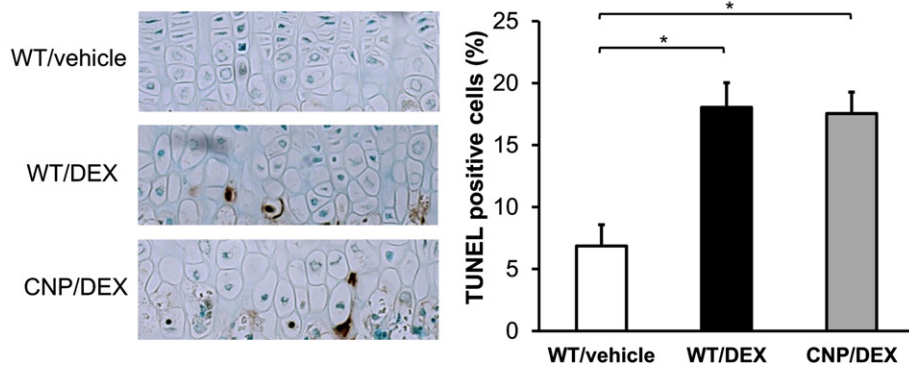 WT/vehicle
WT/DEX
CNP/DEX
TUNEL positive cells (%)
25
20
15
10
5
0
*
*
WT/vehicle
WT/DEX
CNP/DEX